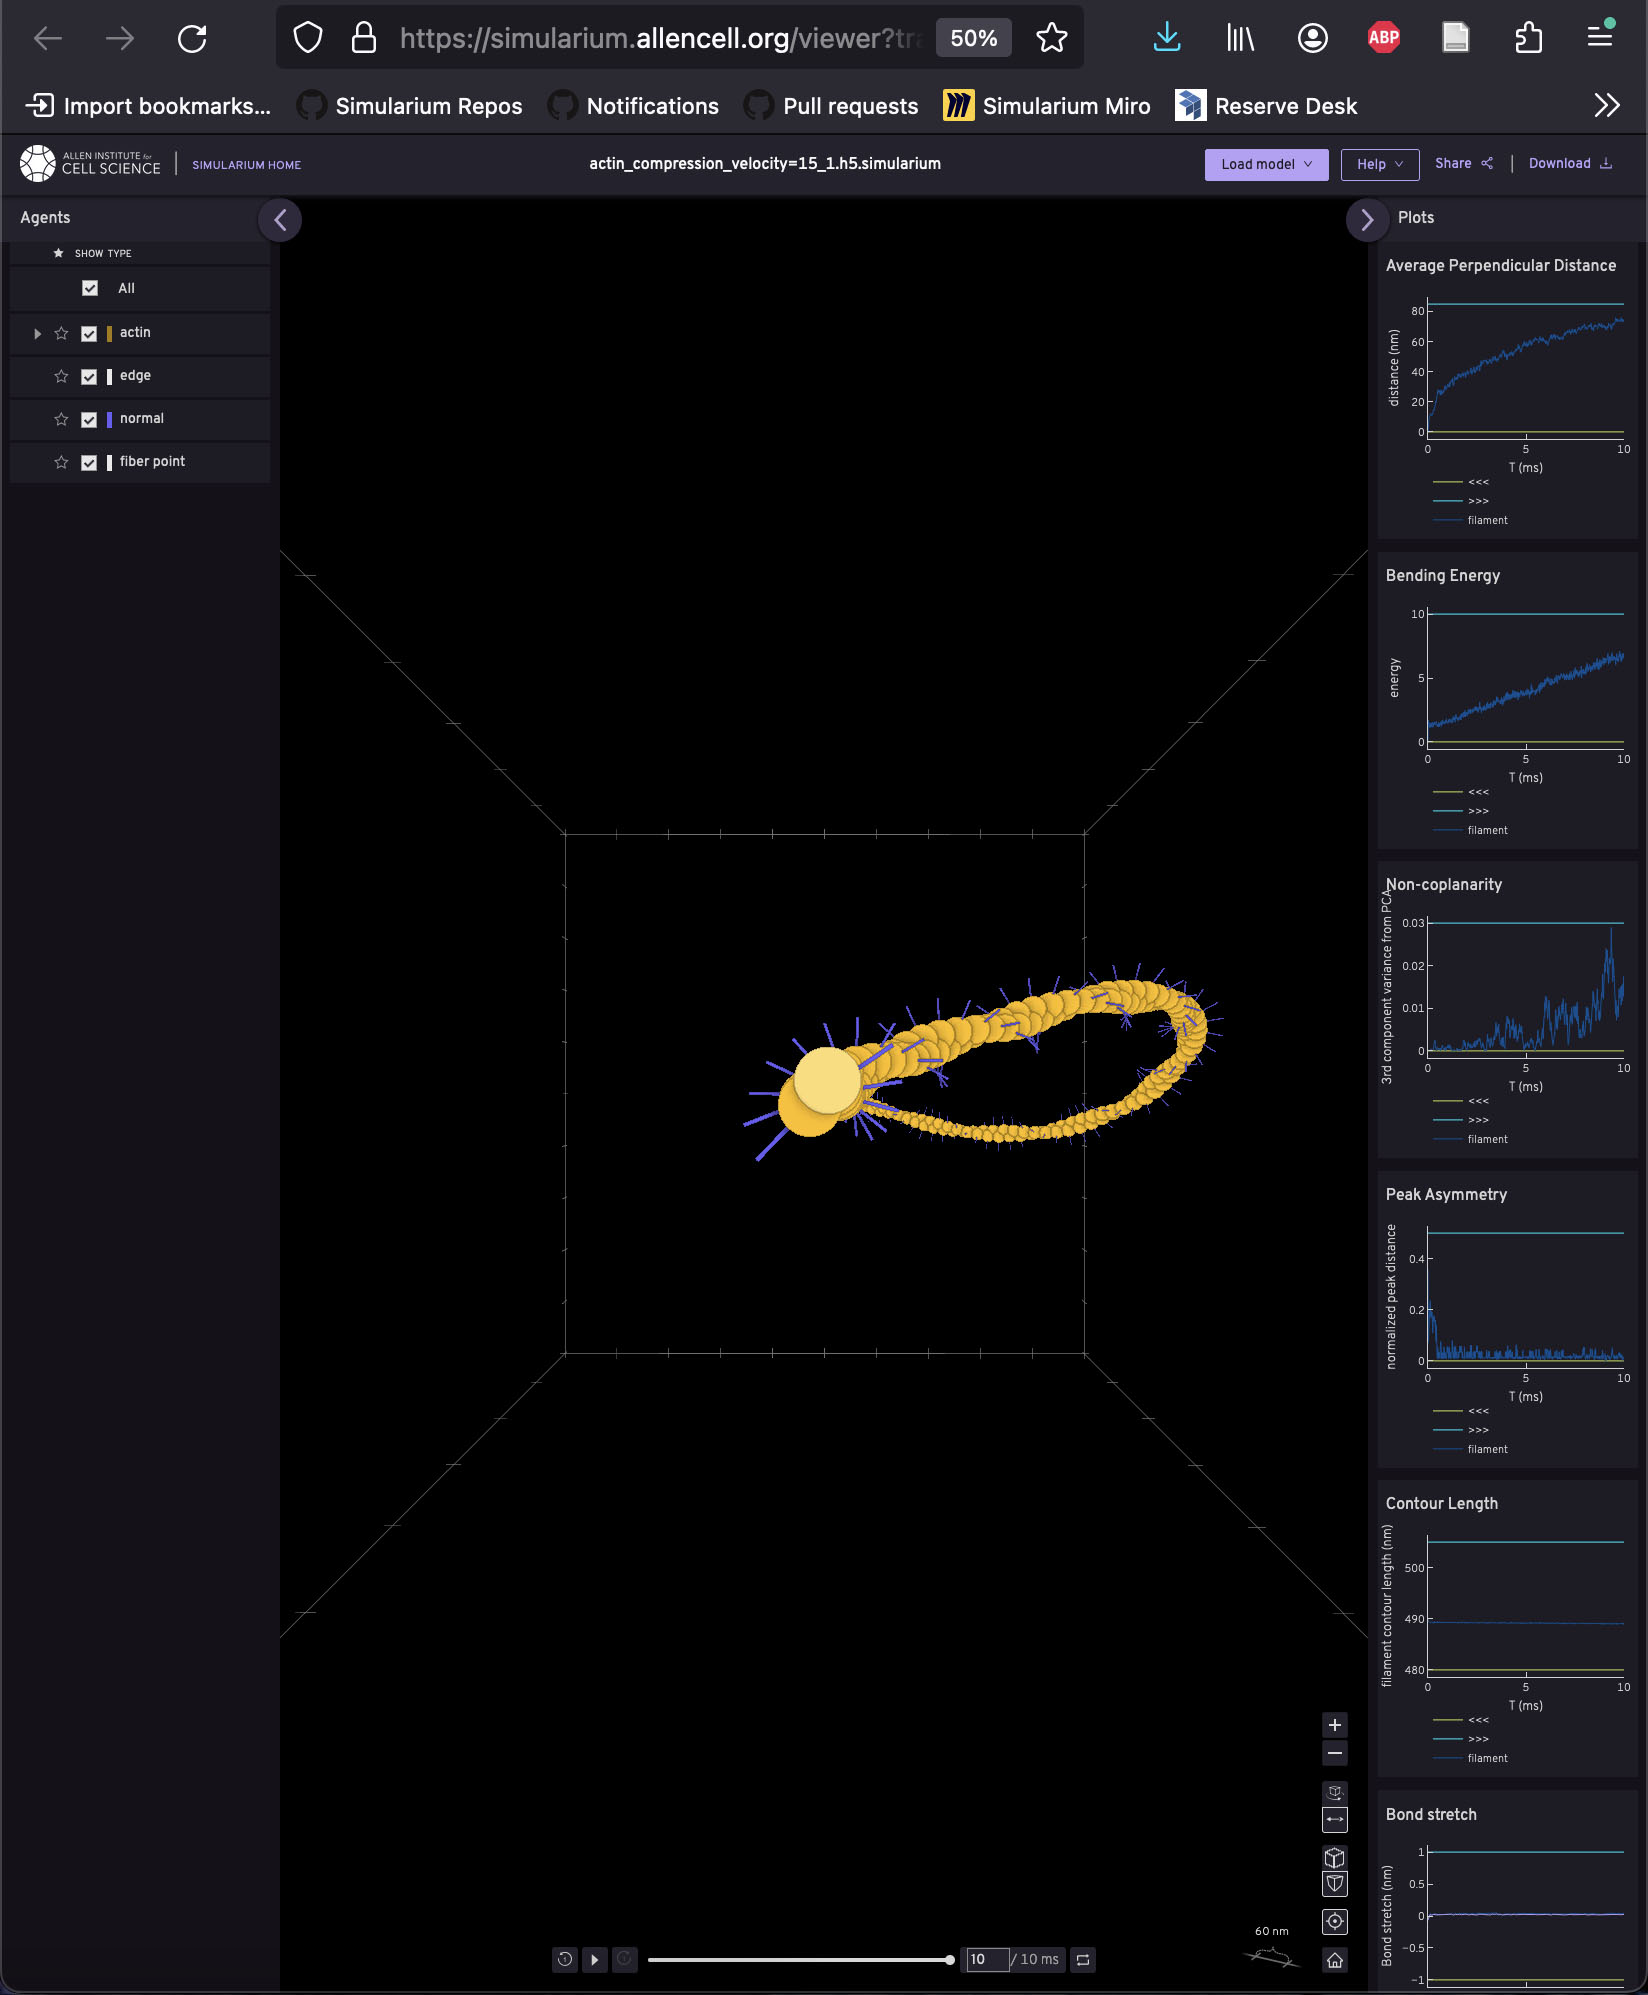 https://simularium.allencell.org/viewer?tra
50%
ABP
Import bookmarks...
Simularium Repos
Notifications
Pull requests
Simularium Miro
Reserve Desk
ALLEN INSTITUTE for
CELL SCIENCE
SIMULARIUM HOME
actin_compression_velocity=15_1.h5.simularium
Load model
Help
Share
Download
Agents
SHOW TYPE
All
actin
edge
normal
fiber point
Plots
Average Perpendicular Distance
distance (nm)
80
60
40
20
0
0 5 10
T (ms)
<<<
>>>
filament
Bending Energy
energy
10
5
0
0 5 10
T (ms)
<<<
>>>
filament
Non-coplanarity
3rd component variance from PCA
0.03
0.02
0.01
0
0 5 10
T (ms)
<<<
>>>
filament
Peak Asymmetry
normalized peak distance
0.4
0.2
0
0 5 10
T (ms)
<<<
>>>
filament
Contour Length
filament contour length (nm)
500
490
480
0 5 10
T (ms)
<<<
>>>
filament
Bond stretch
Bond stretch (nm)
1
0.5
0
−0.5
−1
60 nm
10 / 10 ms